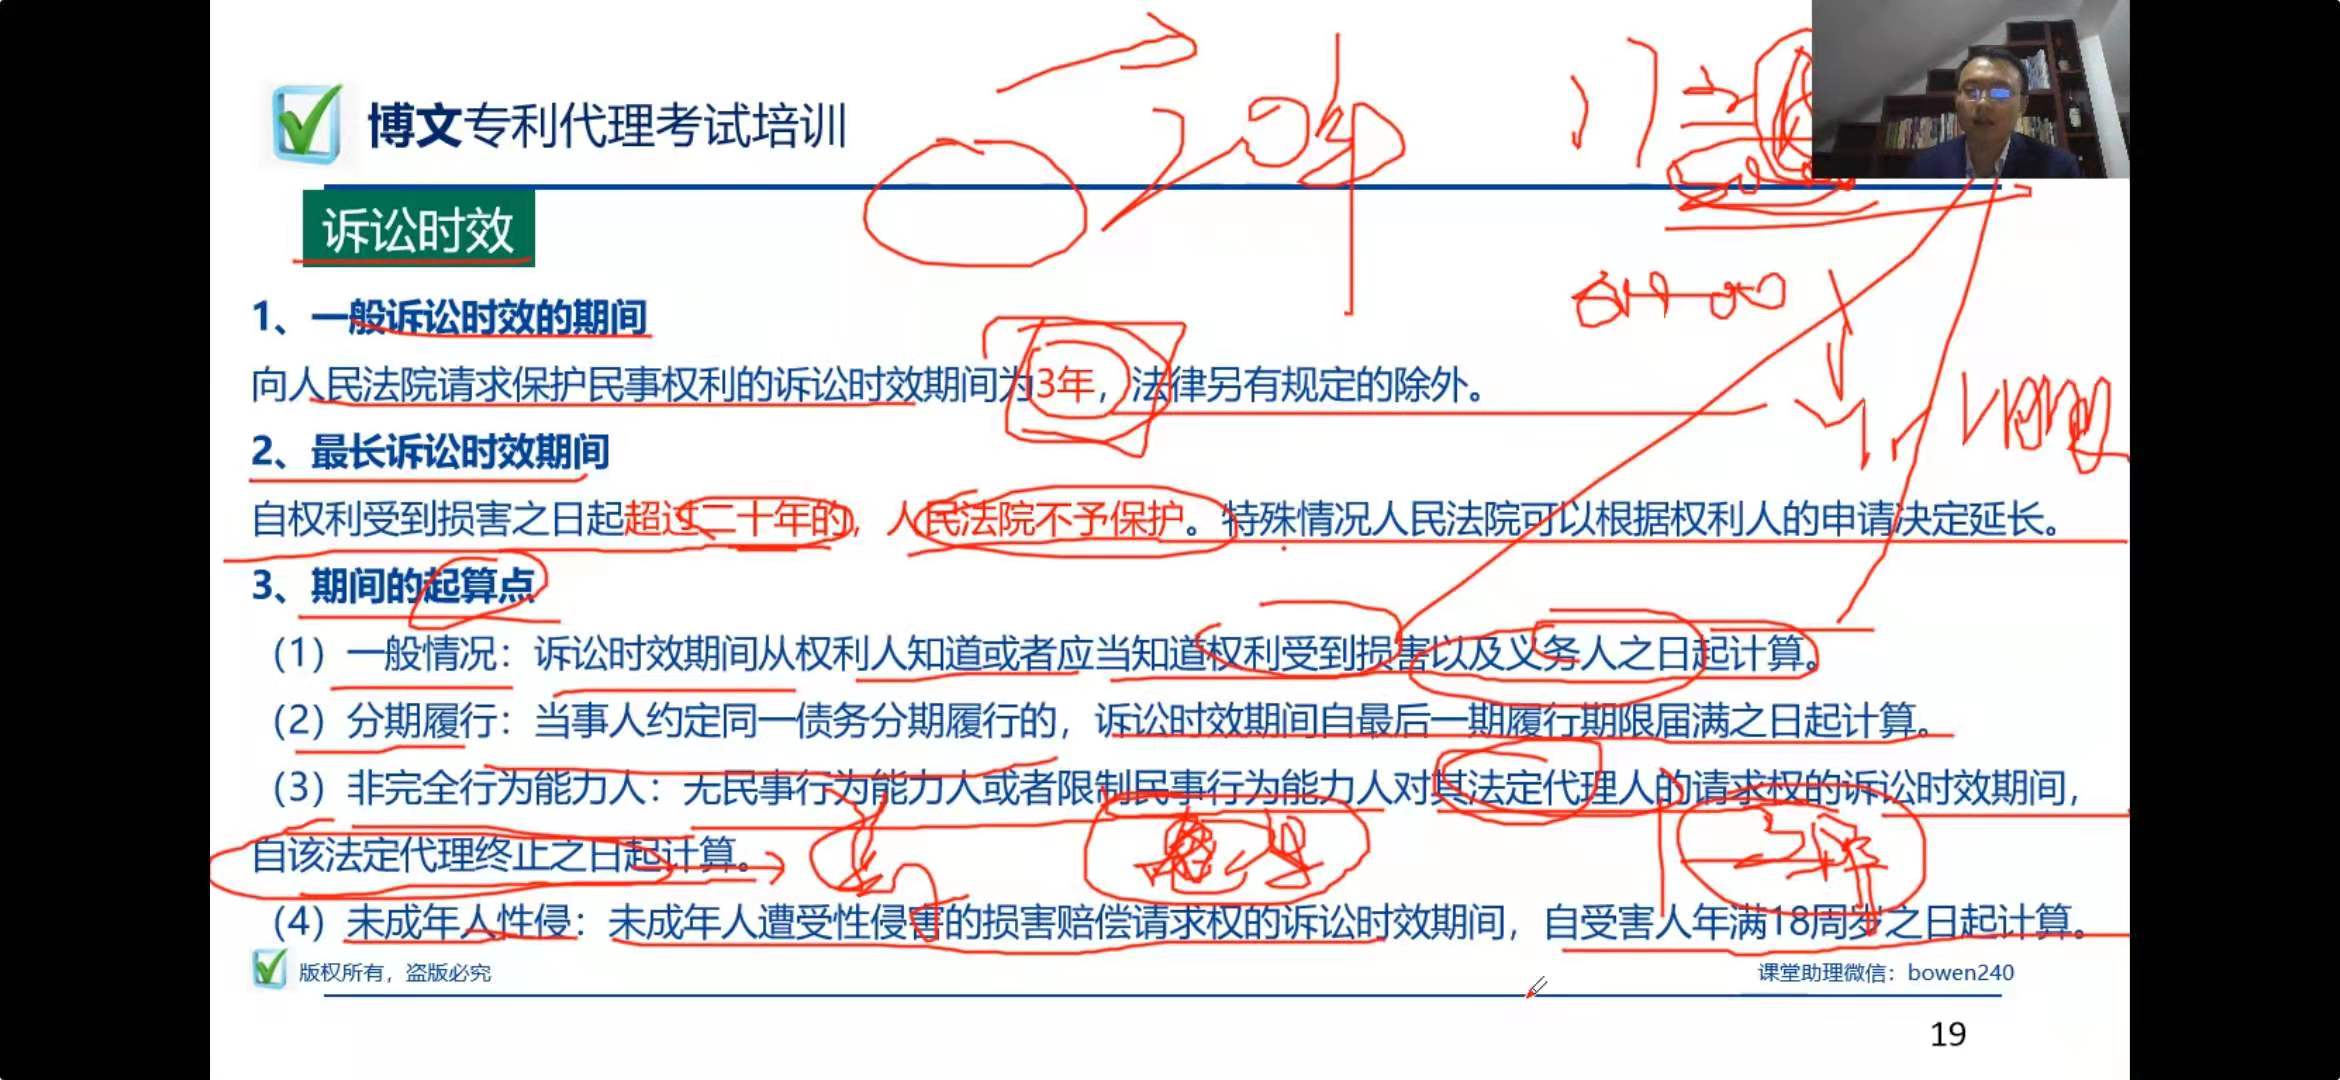 博文专利代理考试培训
诉讼时效
20年
1、一般诉讼时效的期间
向人民法院请求保护民事权利的诉讼时效期间为3年，法律另有规定的除外。
2、最长诉讼时效期间
自权利受到损害之日起超过二十年的，人民法院不予保护。特殊情况人民法院可以根据权利人的申请决定延长。
3、期间的起算点
（1）一般情况：诉讼时效期间从权利人知道或者应当知道权利受到损害以及义务人之日起计算。
（2）分期履行：当事人约定同一债务分期履行的，诉讼时效期间自最后一期履行期限届满之日起计算。
（3）非完全行为能力人：无民事行为能力人或者限制民事行为能力人对其法定代理人的请求权的诉讼时效期间，
自该法定代理终止之日起计算。
（4）未成年人性侵：未成年人遭受性侵害的损害赔偿请求权的诉讼时效期间，自受害人年满18周岁之日起计算。
版权所有，盗版必究
课堂助理微信：bowen240
19